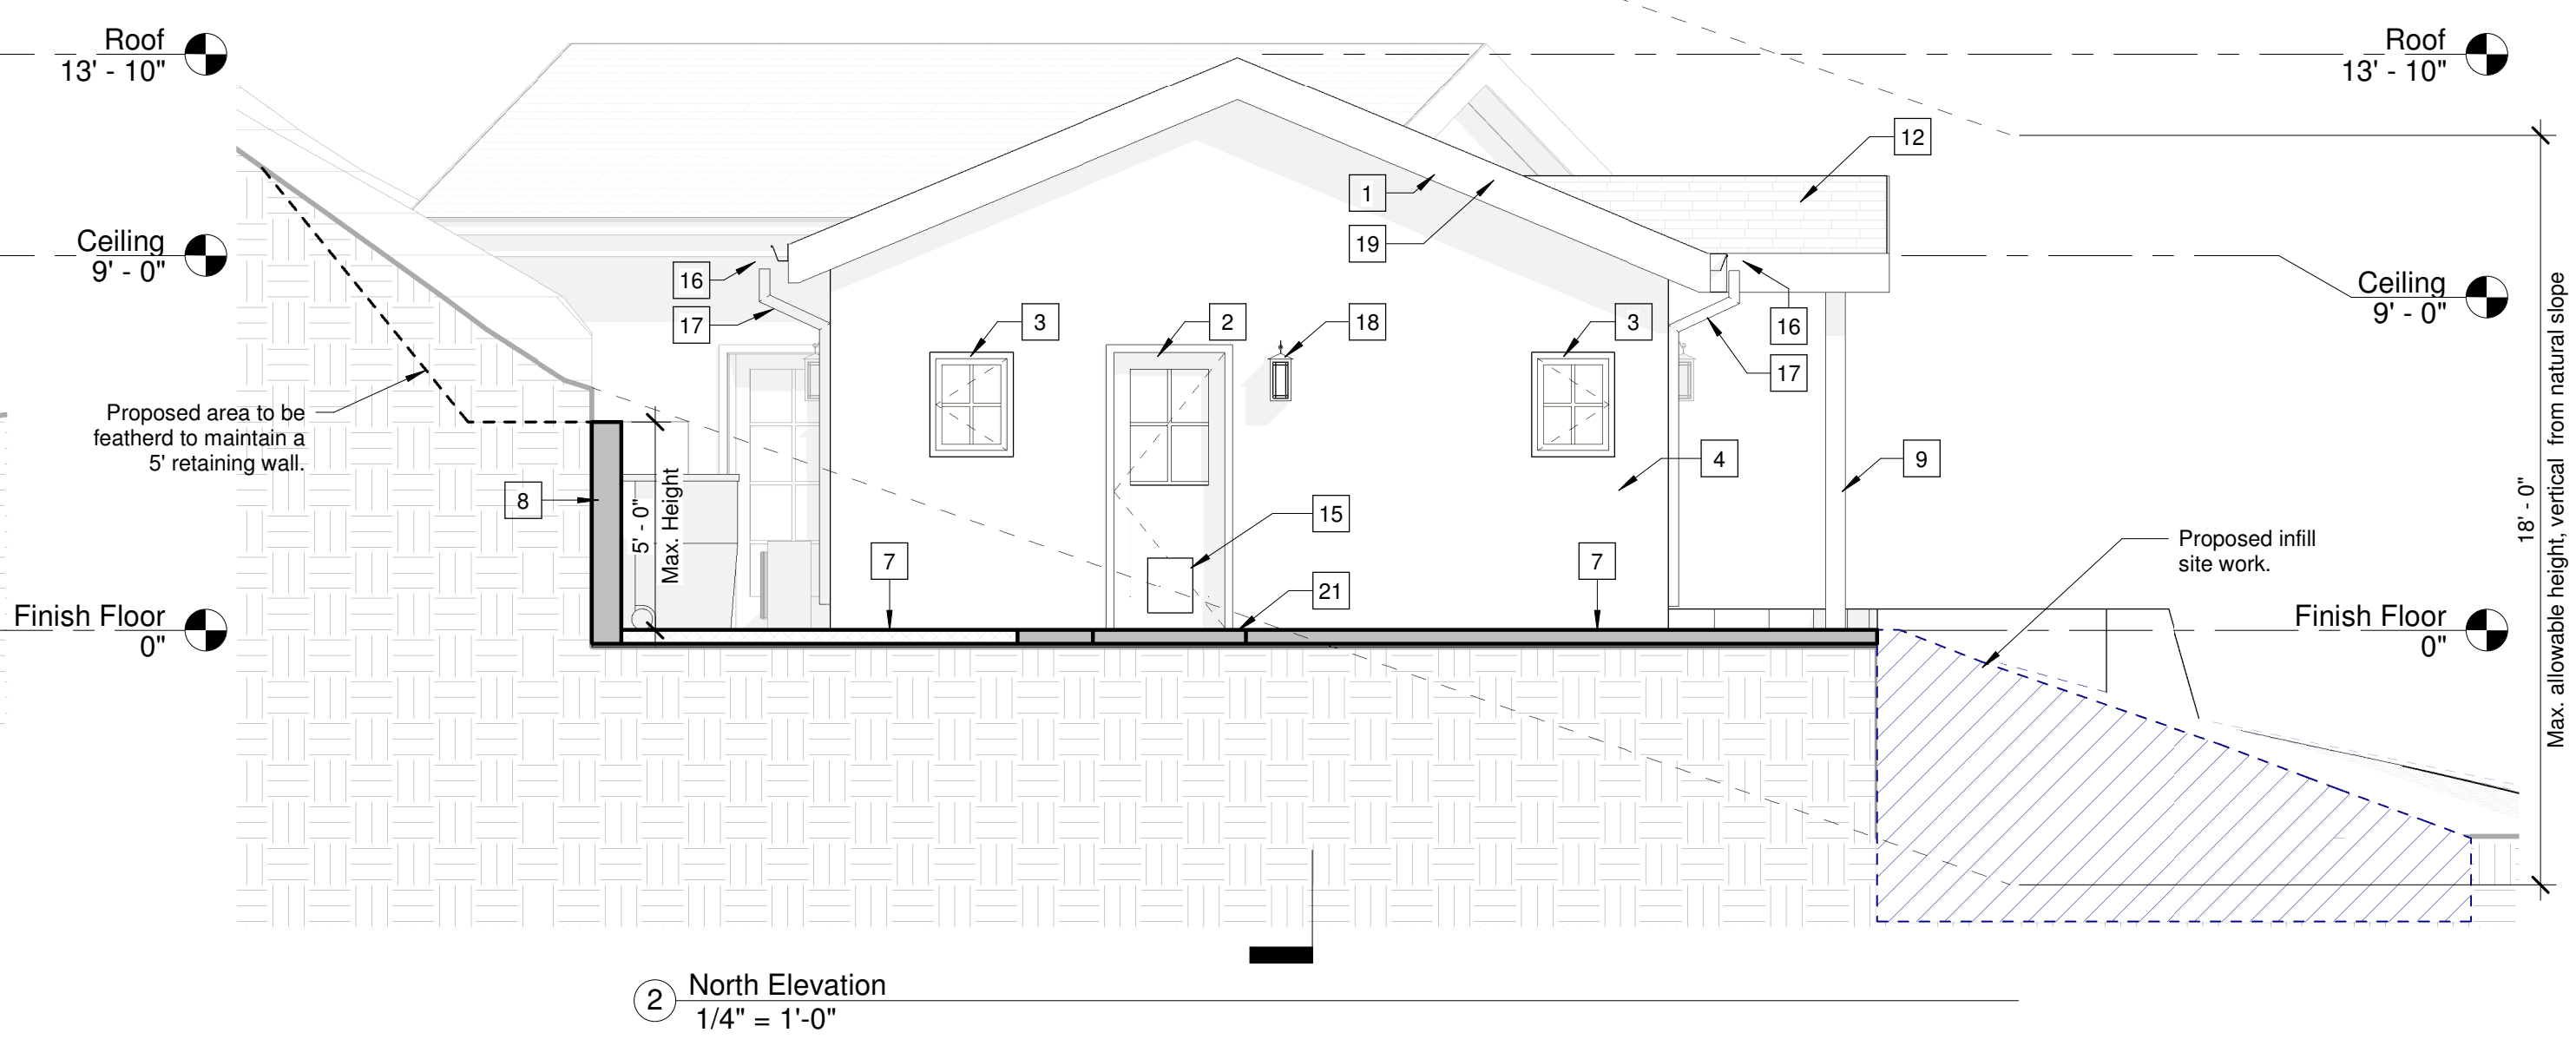 Roof
13' - 10"
Roof
13' - 10"
12
1
19
Ceiling
9' - 0"
16
17
3
2
18
3
16
17
Ceiling
9' - 0"
Proposed area to be
featherd to maintain a
5' retaining wall.
8
5' - 0"
Max. Height
4
9
15
7
21
7
Proposed infill
site work.
18' - 0"
Max. allowable height, vertical from natural slope
Finish Floor
0"
Finish Floor
0"
2
North Elevation
1/4" = 1'-0"